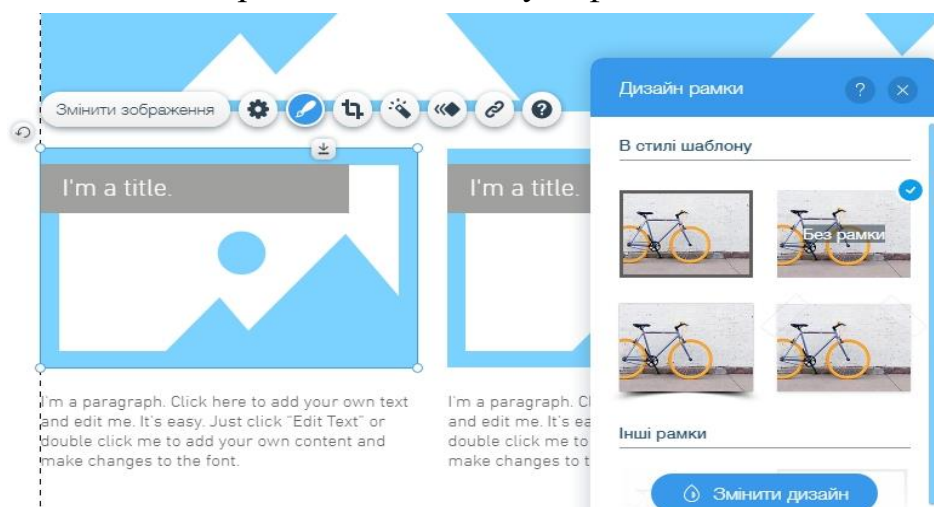 Змінити зображення
Дизайн рамки
?
В стилі шаблону
I'm a title.
I'm a title.
Без рамки
I'm a paragraph. Click here to add your own text
and edit me. It's easy. Just click "Edit Text" or
double click me to add your own content and
make changes to the font.
I'm a paragraph.
and edit me. It's
double click me to
make changes to
Інші рамки
Змінити дизайн